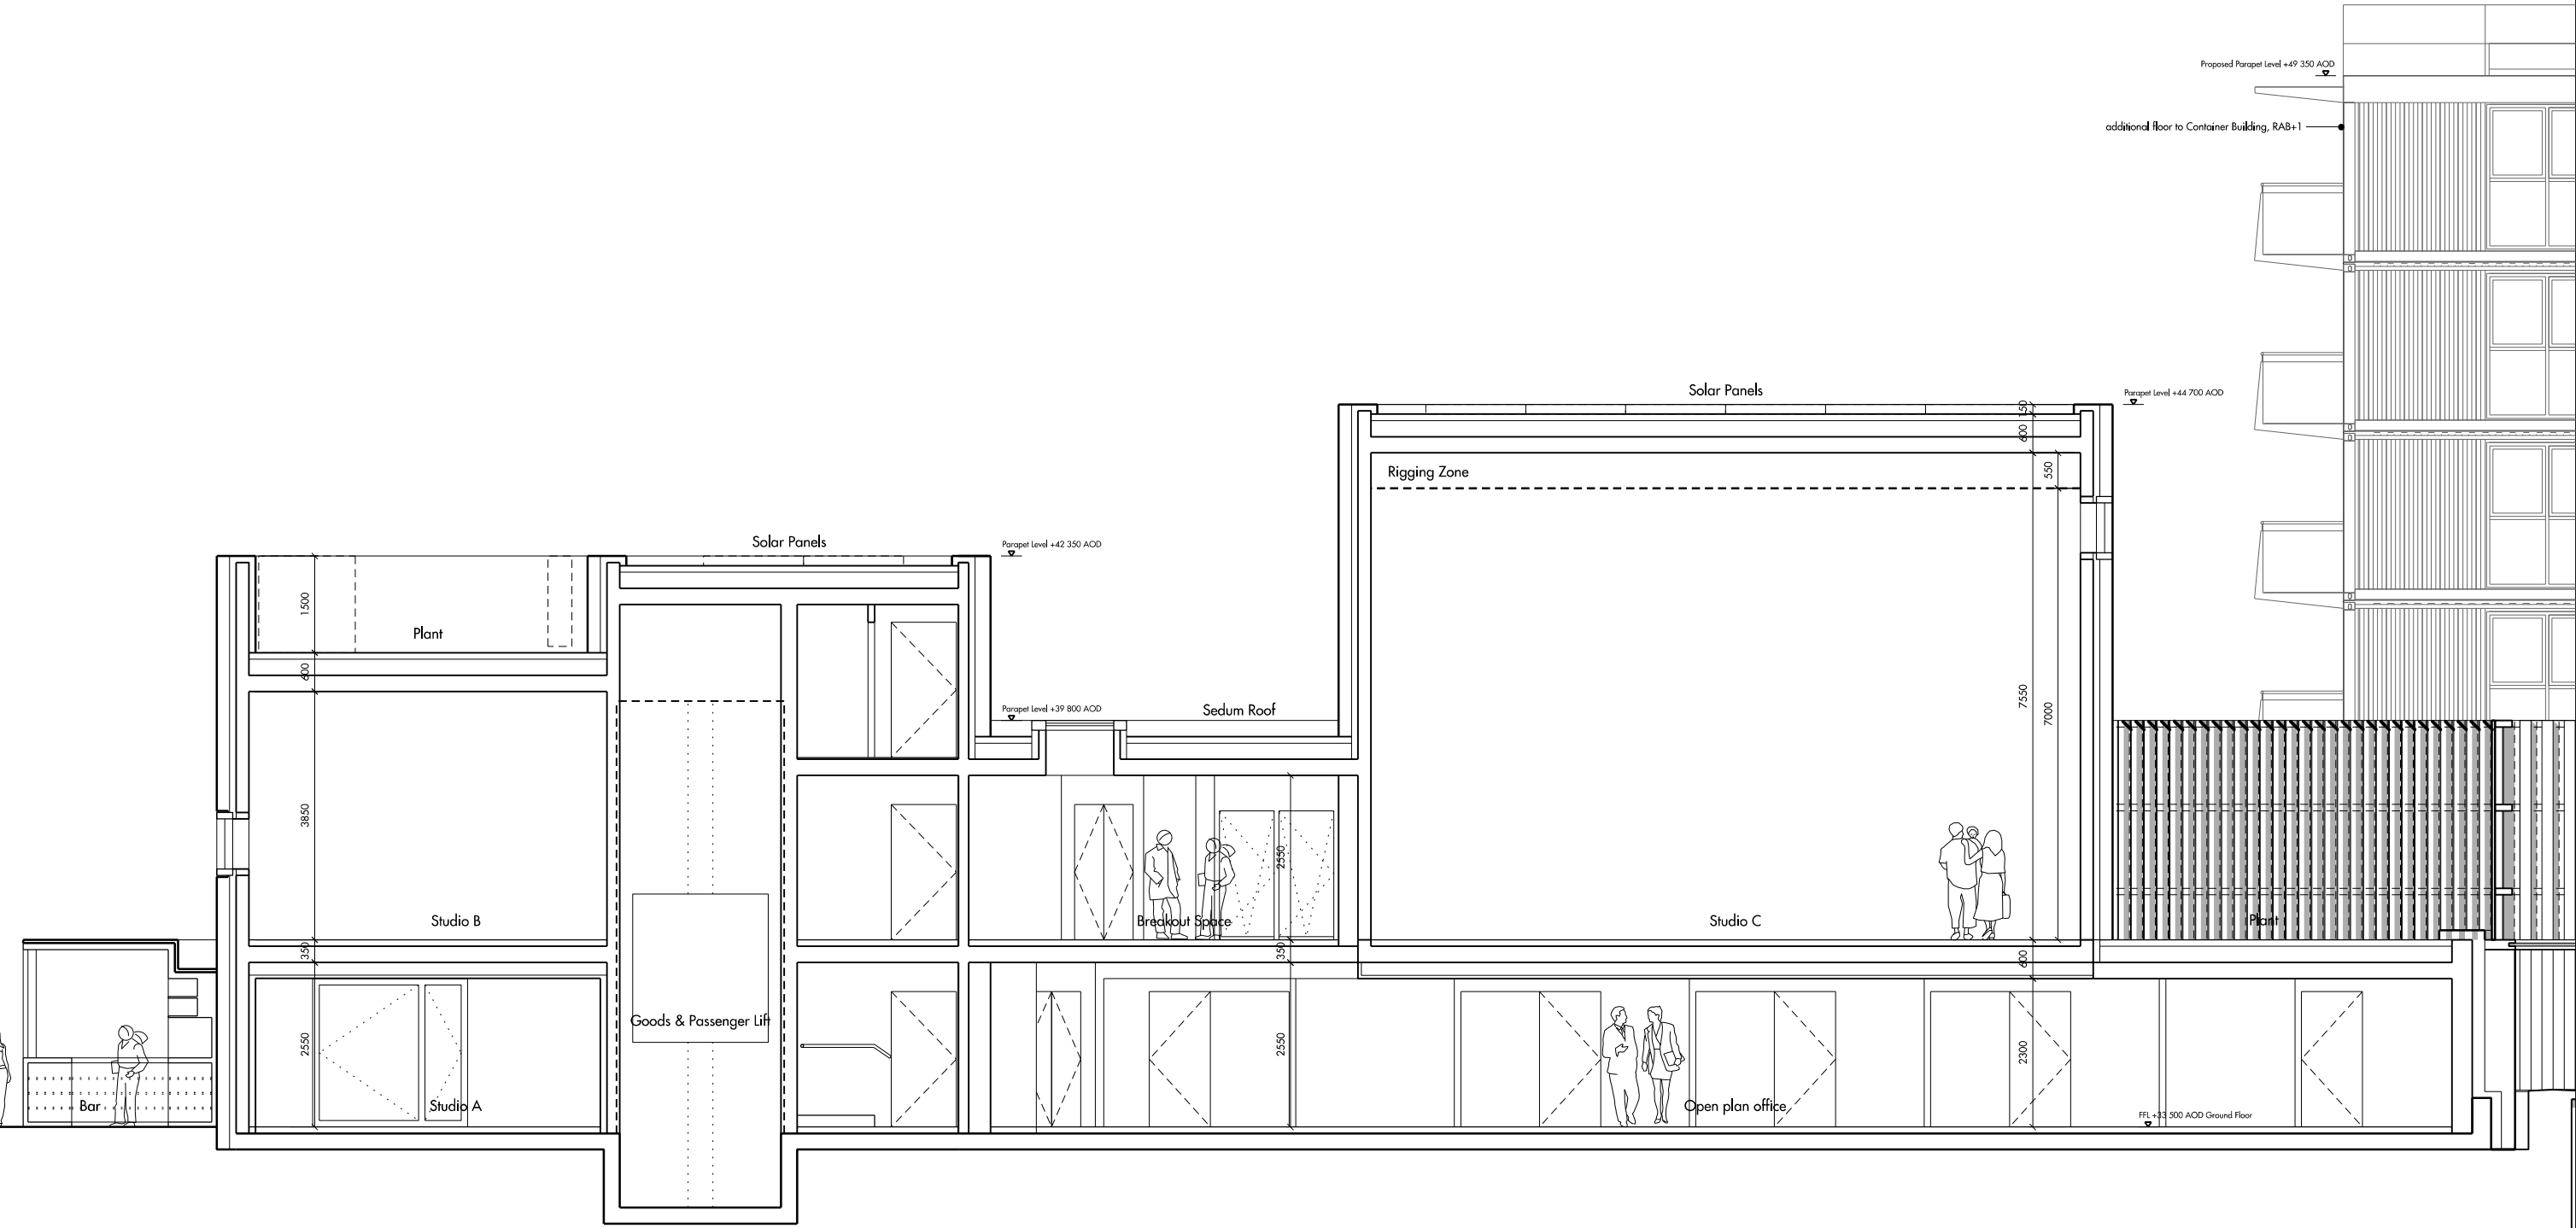 Proposed Parapet Level +49 350 AOD
additional floor to Container Building, RAB+1
Solar Panels
Parapet Level +44 700 AOD
150
600
Rigging Zone
550
Solar Panels
Parapet Level +42 350 AOD
1500
Plant
600
Parapet Level +39 800 AOD
Sedum Roof
7550
7000
3850
2550
Studio B
Breakout Space
Studio C
Plant
350
350
600
Goods & Passenger Lift
2550
2550
2300
Bar
Studio A
Open plan office
FFL +33 500 AOD Ground Floor